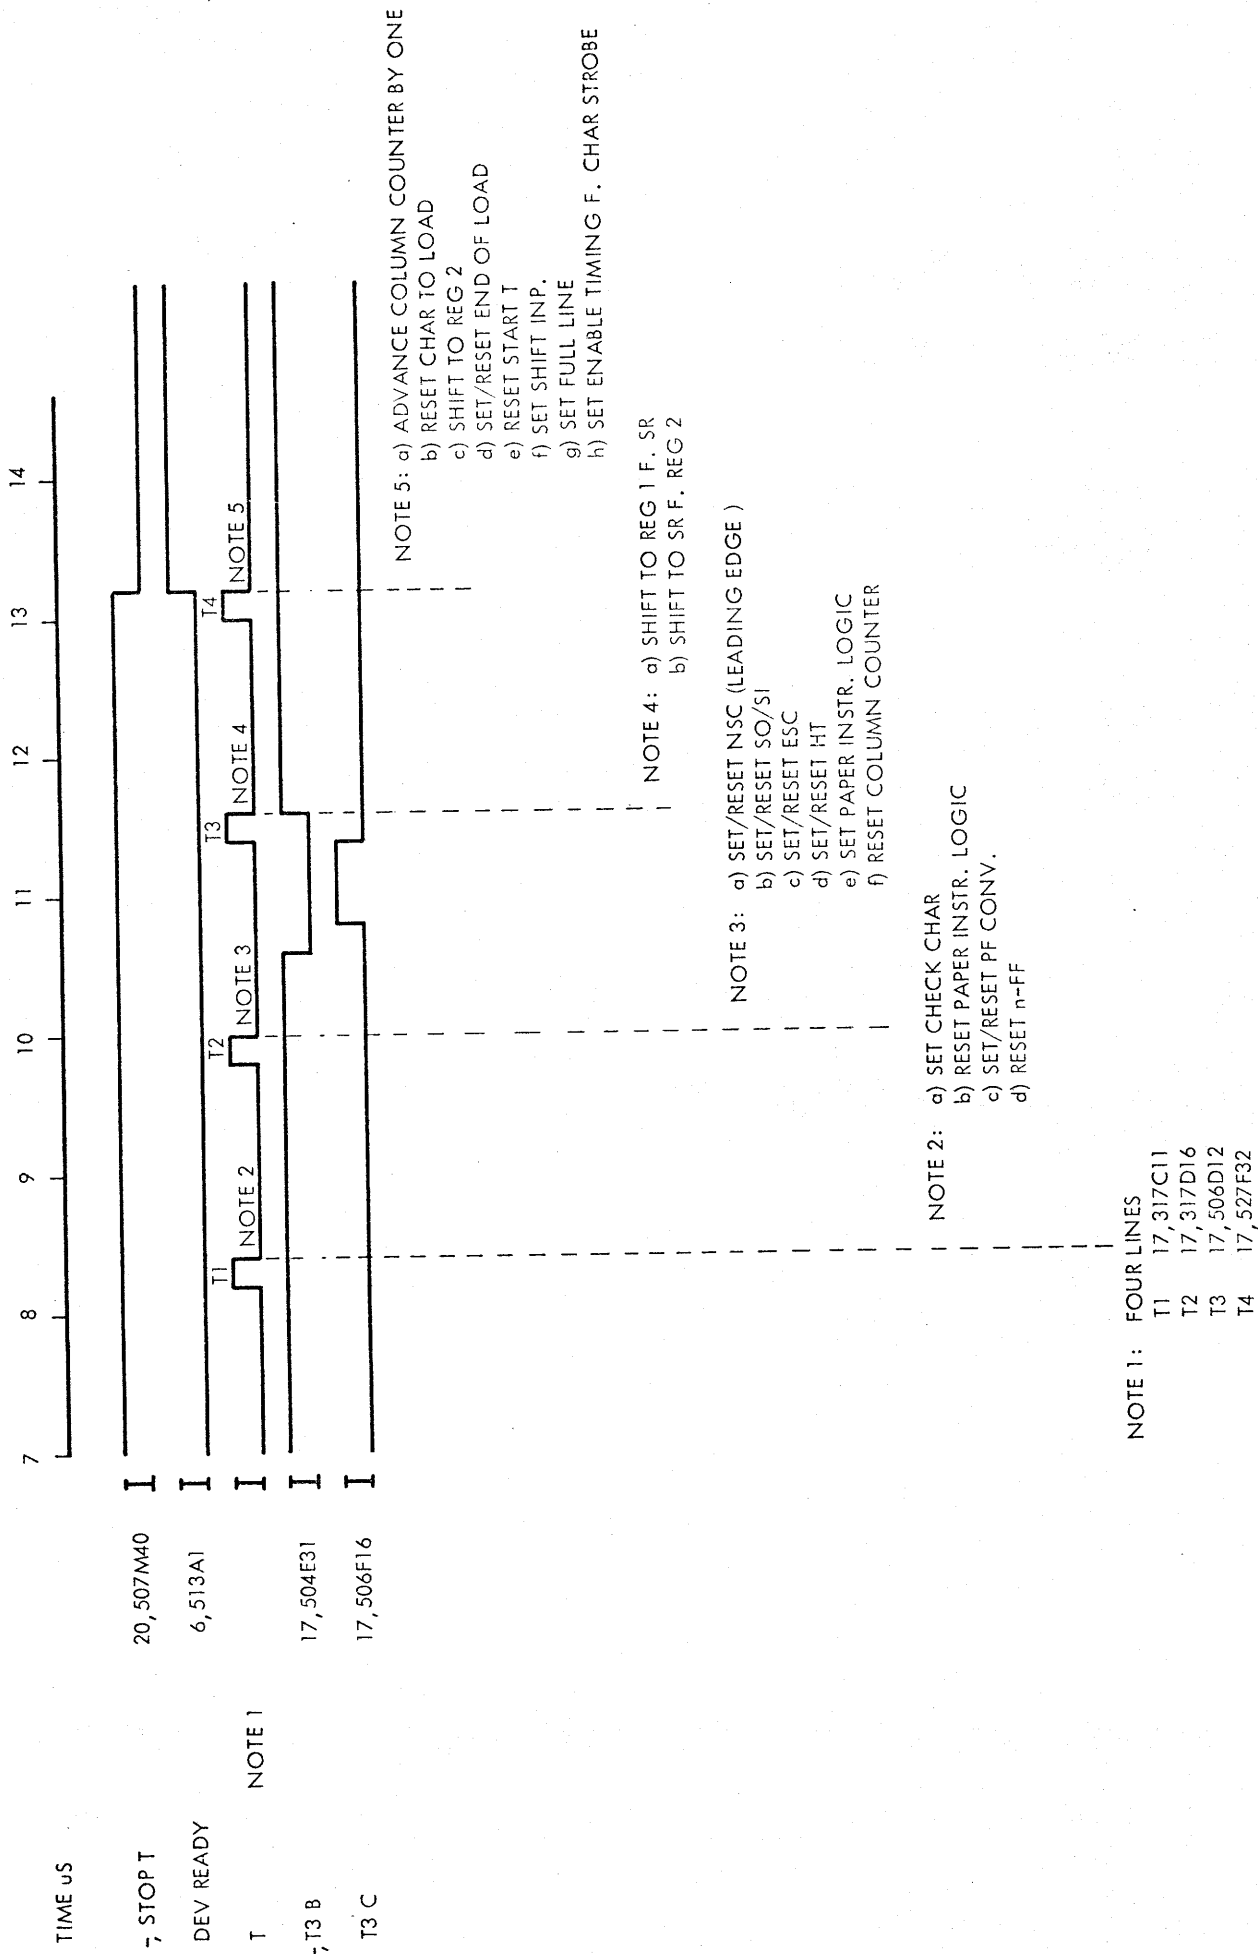 TIME uS
7 8 9 10 11 12 13 14
-, STOP T 20,507M40
DEV READY 6,513A1
T NOTE 1
T1 NOTE 2 T2 NOTE 3 T3 NOTE 4 T4 NOTE 5
-,T3 B 17,504E31
T3 C 17,506F16
NOTE 5: a) ADVANCE COLUMN COUNTER BY ONE
b) RESET CHAR TO LOAD
c) SHIFT TO REG 2
d) SET/RESET END OF LOAD
e) RESET START T
f) SET SHIFT INP.
g) SET FULL LINE
h) SET ENABLE TIMING F. CHAR STROBE
NOTE 4: a) SHIFT TO REG 1 F. SR
b) SHIFT TO SR F. REG 2
NOTE 3: a) SET/RESET NSC (LEADING EDGE )
b) SET/RESET SO/SI
c) SET/RESET ESC
d) SET/RESET HT
e) SET PAPER INSTR. LOGIC
f) RESET COLUMN COUNTER
NOTE 2: a) SET CHECK CHAR
b) RESET PAPER INSTR. LOGIC
c) SET/RESET PF CONV.
d) RESET n-FF
NOTE 1: FOUR LINES
T1 17,317C11
T2 17,317D16
T3 17,506D12
T4 17,527F32